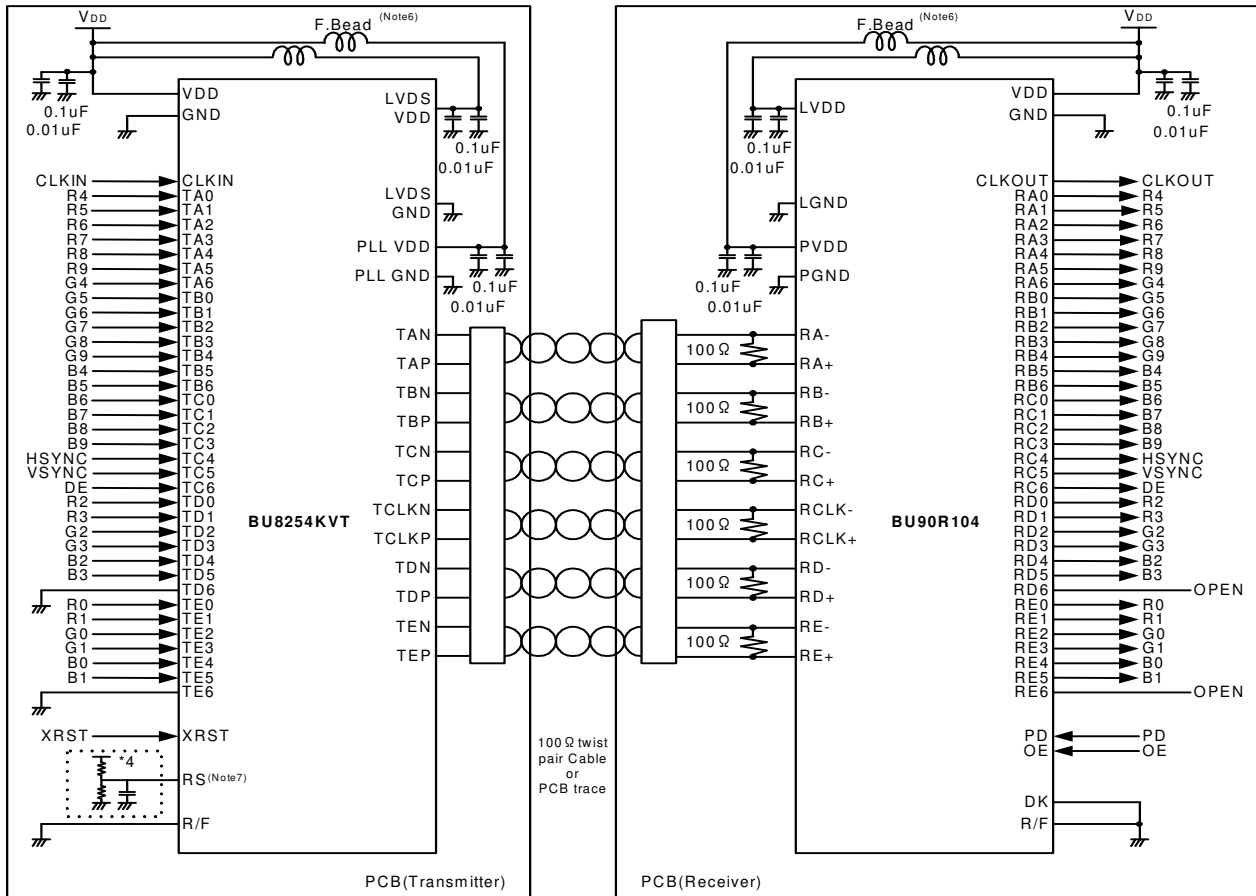 VDD
F.Bead (Note6)
0.1uF
0.01uF
VDD
GND
LVDS
VDD
0.1uF
0.01uF
LVDS
GND
PLL VDD
PLL GND
0.1uF
0.01uF
CLKIN CLKIN
R4 TA0
R5 TA1
R6 TA2
R7 TA3
R8 TA4
R9 TA5
G4 TA6
G5 TB0
G6 TB1
G7 TB2
G8 TB3
G9 TB4
B4 TB5
B5 TB6
B6 TC0
B7 TC1
B8 TC2
B9 TC3
HSYNC TC4
VSYNC TC5
DE TC6
R2 TD0
R3 TD1
G2 TD2
G3 TD3
B2 TD4
B3 TD5
TD6
R0 TE0
R1 TE1
G0 TE2
G1 TE3
B0 TE4
B1 TE5
TE6
XRST XRST
*4
RS(Note7)
R/F
BU8254KVT
TAN
TAP
TBN
TBP
TCN
TCP
TCLKN
TCLKP
TDN
TDP
TEN
TEP
PCB(Transmitter)
100Ω twist
pair Cable
or
PCB trace
F.Bead (Note6)
VDD
LVDD
0.1uF
0.01uF
LGND
PVDD
PGND
0.1uF
0.01uF
VDD
GND
0.1uF
0.01uF
100Ω
RA-
RA+
100Ω
RB-
RB+
100Ω
RC-
RC+
100Ω
RCLK-
RCLK+
100Ω
RD-
RD+
100Ω
RE-
RE+
BU90R104
CLKOUT CLKOUT
RA0 R4
RA1 R5
RA2 R6
RA3 R7
RA4 R8
RA5 R9
RA6 G4
RB0 G5
RB1 G6
RB2 G7
RB3 G8
RB4 G9
RB5 B4
RB6 B5
RC0 B6
RC1 B7
RC2 B8
RC3 B9
RC4 HSYNC
RC5 VSYNC
RC6 DE
RD0 R2
RD1 R3
RD2 G2
RD3 G3
RD4 B2
RD5 B3
RD6 OPEN
RE0 R0
RE1 R1
RE2 G0
RE3 G1
RE4 B0
RE5 B1
RE6 OPEN
PD PD
OE OE
DK
R/F
PCB(Receiver)